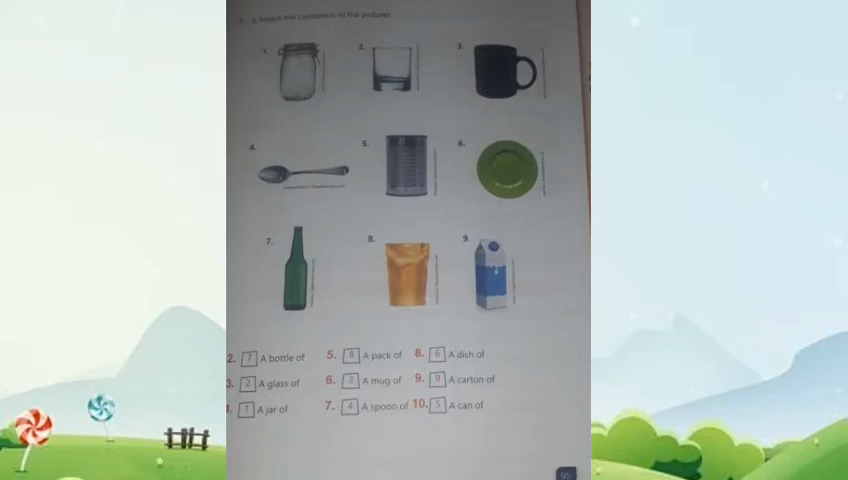 1. 3. Match the containers to the pictures
1. 2. 3.
4. 5. 6.
7. 8. 9.
2. 7 A bottle of 5. 8 A pack of 8. 6 A dish of
3. 2 A glass of 6. 3 A mug of 9. 9 A carton of
1 A jar of 7. 4 A spoon of 10. 5 A can of
95